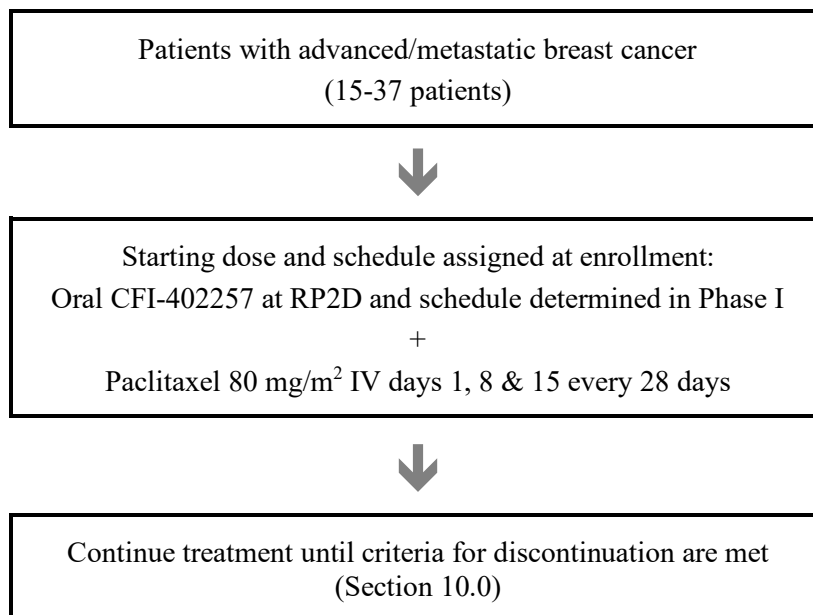 Patients with advanced/metastatic breast cancer
(15-37 patients)
Starting dose and schedule assigned at enrollment:
Oral CFI-402257 at RP2D and schedule determined in Phase I
+
Paclitaxel 80 mg/m² IV days 1, 8 & 15 every 28 days
Continue treatment until criteria for discontinuation are met
(Section 10.0)